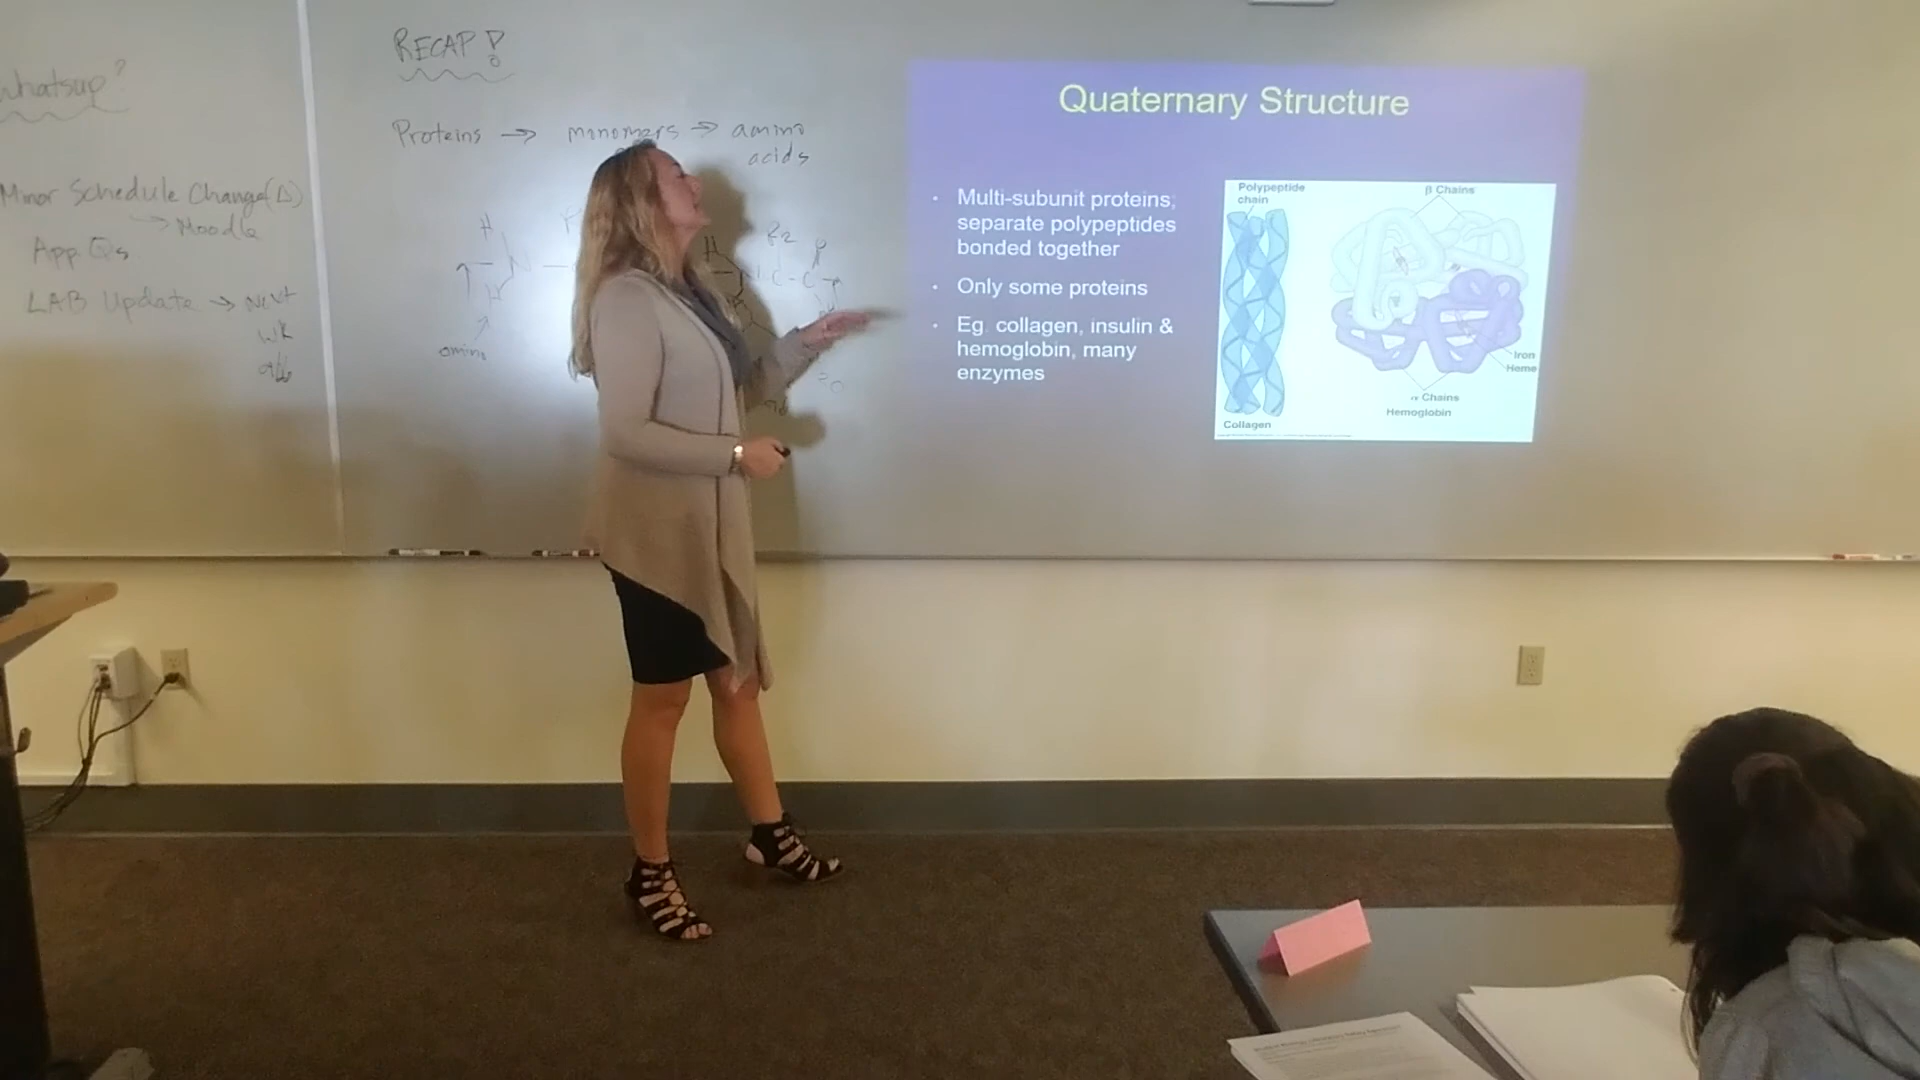 Whatsup?
Minor Schedule Change(Δ)
→ Moodle
App Qs
LAB Update → Next
wk
RECAP!
Proteins → monomers → amino
acids
H
N
H
amino
H
R2
C - C
O
Quaternary Structure
• Multi-subunit proteins;
separate polypeptides
bonded together
• Only some proteins
• Eg. collagen, insulin &
hemoglobin, many
enzymes
Polypeptide
chain
Collagen
β Chains
Iron
Heme
α Chains
Hemoglobin